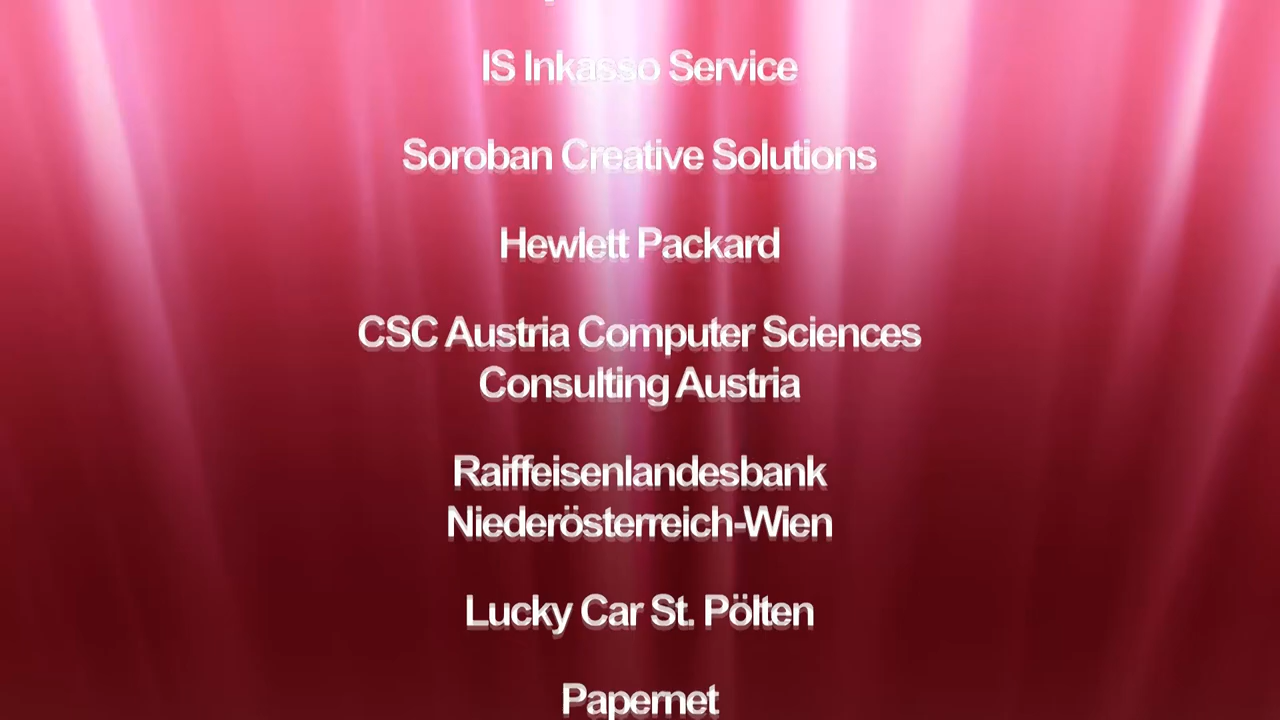 IS Inkasso Service
Soroban Creative Solutions
Hewlett Packard
CSC Austria Computer Sciences
Consulting Austria
Raiffeisenlandesbank
Niederösterreich-Wien
Lucky Car St. Pölten
Papernet